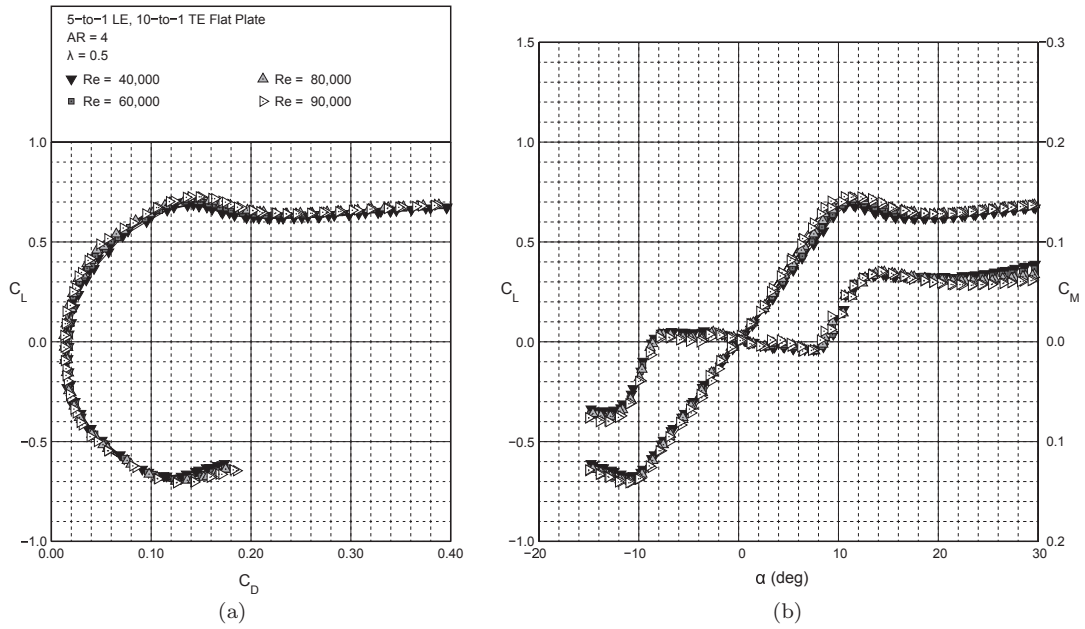 5−to−1 LE, 10−to−1 TE Flat Plate
AR = 4
λ = 0.5
Re = 40,000
Re = 80,000
Re = 60,000
Re = 90,000
1.0
0.5
0.0
−0.5
−1.0
C_L
0.00
0.10
0.20
0.30
0.40
C_D
(a)
1.5
1.0
0.5
0.0
−0.5
−1.0
C_L
0.3
0.2
0.1
0.0
0.1
0.2
C_M
−20
−10
0
10
20
30
α (deg)
(b)